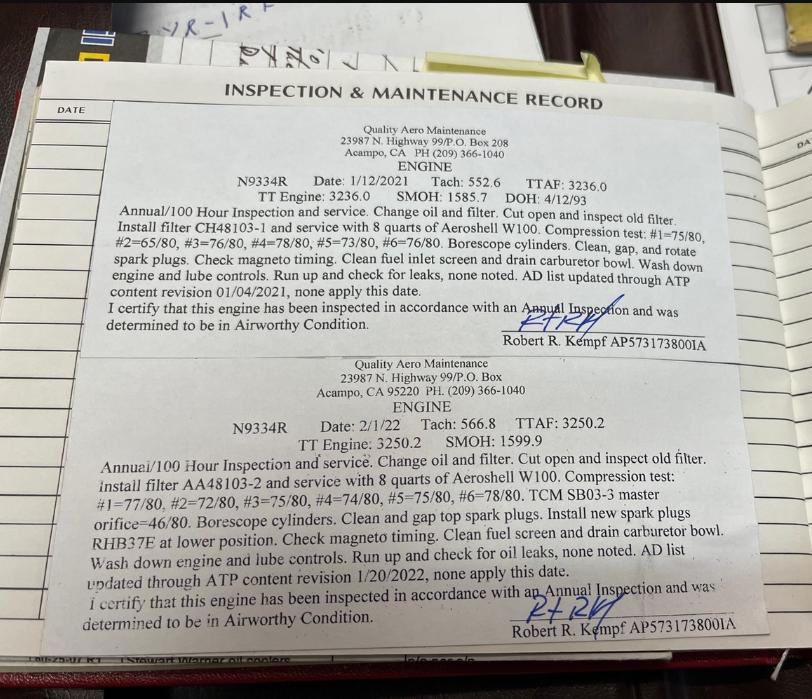 INSPECTION & MAINTENANCE RECORD
DATE
Quality Aero Maintenance
23987 N. Highway 99/P.O. Box 208
Acampo, CA PH (209) 366-1040
ENGINE
N9334R Date: 1/12/2021 Tach: 552.6 TTAF: 3236.0
TT Engine: 3236.0 SMOH: 1585.7 DOH: 4/12/93
Annual/100 Hour Inspection and service. Change oil and filter. Cut open and inspect old filter.
Install filter CH48103-1 and service with 8 quarts of Aeroshell W100. Compression test: #1=75/80,
#2=65/80, #3=76/80, #4=78/80, #5=73/80, #6=76/80. Borescope cylinders. Clean, gap, and rotate
spark plugs. Check magneto timing. Clean fuel inlet screen and drain carburetor bowl. Wash down
engine and lube controls. Run up and check for leaks, none noted. AD list updated through ATP
content revision 01/04/2021, none apply this date.
I certify that this engine has been inspected in accordance with an Annual Inspection and was
determined to be in Airworthy Condition.
Robert R. Kempf AP573173800IA
Quality Aero Maintenance
23987 N. Highway 99/P.O. Box
Acampo, CA 95220 PH. (209) 366-1040
ENGINE
N9334R Date: 2/1/22 Tach: 566.8 TTAF: 3250.2
TT Engine: 3250.2 SMOH: 1599.9
Annual/100 Hour Inspection and service. Change oil and filter. Cut open and inspect old filter.
Install filter AA48103-2 and service with 8 quarts of Aeroshell W100. Compression test:
#1=77/80, #2=72/80, #3=75/80, #4=74/80, #5=75/80, #6=78/80. TCM SB03-3 master
orifice=46/80. Borescope cylinders. Clean and gap top spark plugs. Install new spark plugs
RHB37E at lower position. Check magneto timing. Clean fuel screen and drain carburetor bowl.
Wash down engine and lube controls. Run up and check for oil leaks, none noted. AD list
updated through ATP content revision 1/20/2022, none apply this date.
I certify that this engine has been inspected in accordance with an Annual Inspection and was
determined to be in Airworthy Condition.
Robert R. Kempf AP573173800IA
Stewart Warner oil coolers